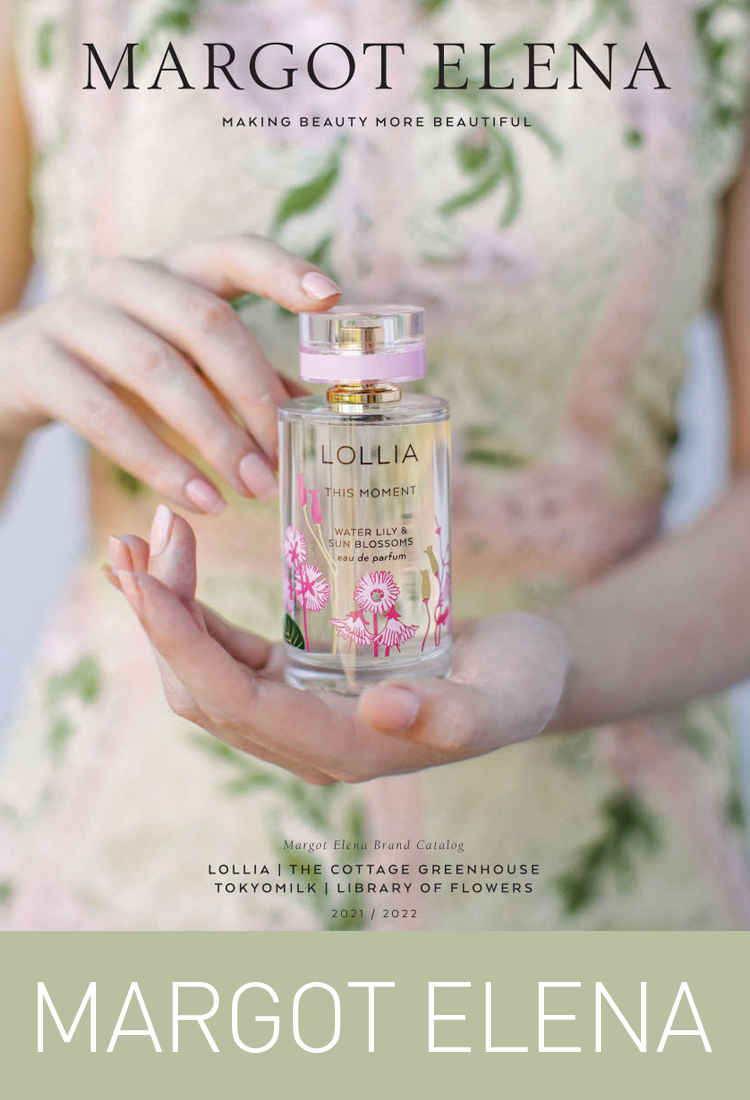 MARGOT ELENA
MAKING BEAUTY MORE BEAUTIFUL
LOLLIA
THIS MOMENT
WATER LILY &
SUN BLOSSOMS
eau de parfum
Margot Elena Brand Catalog
LOLLIA | THE COTTAGE GREENHOUSE
TOKYOMILK | LIBRARY OF FLOWERS
2021 / 2022
MARGOT ELENA